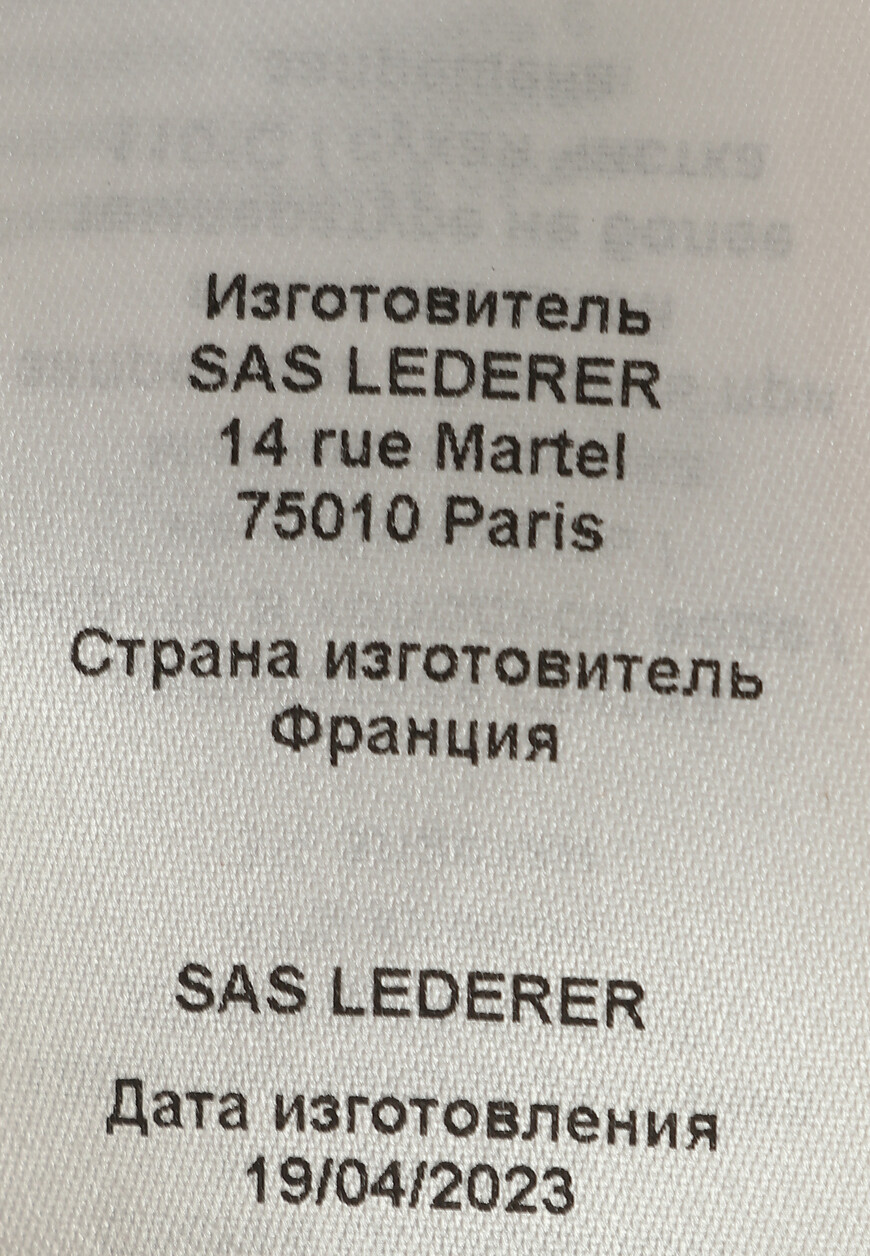 Изготовитель
SAS LEDERER
14 rue Martel
75010 Paris
Страна изготовитель
Франция
SAS LEDERER
Дата изготовления
19/04/2023